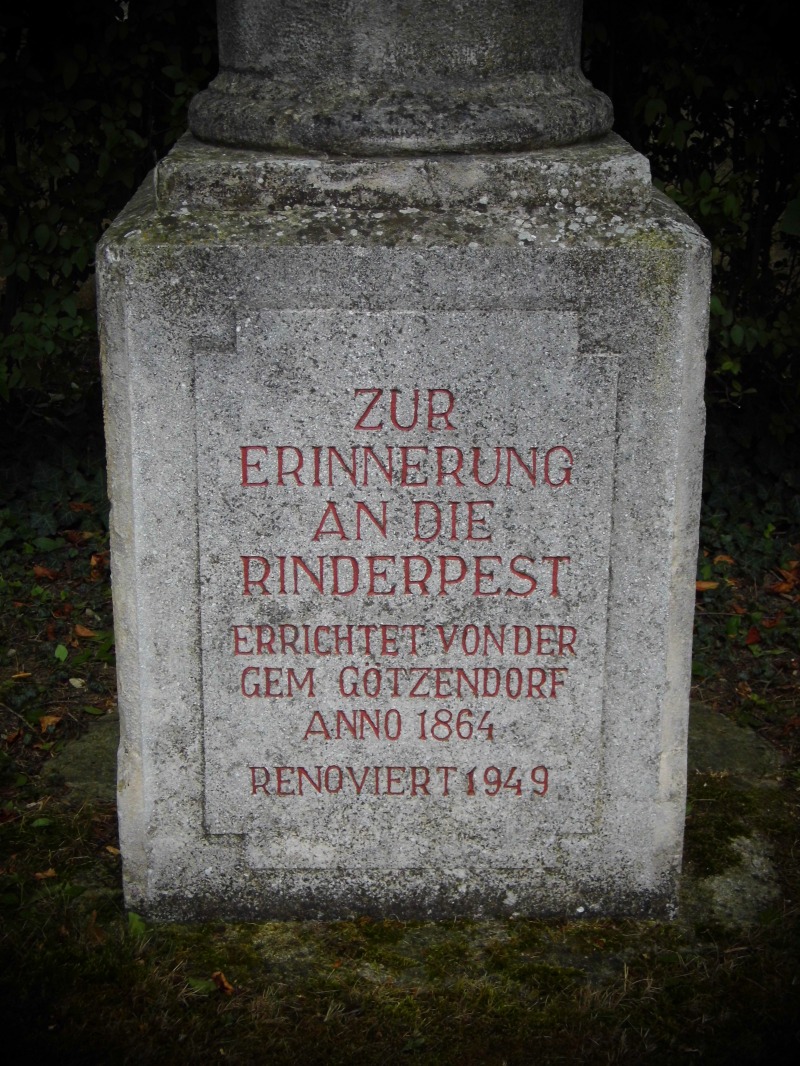 ZUR
ERINNERUNG
AN DIE
RINDERPEST
ERRICHTET VON DER
GEM GÖTZENDORF
ANNO 1864
RENOVIERT 1949